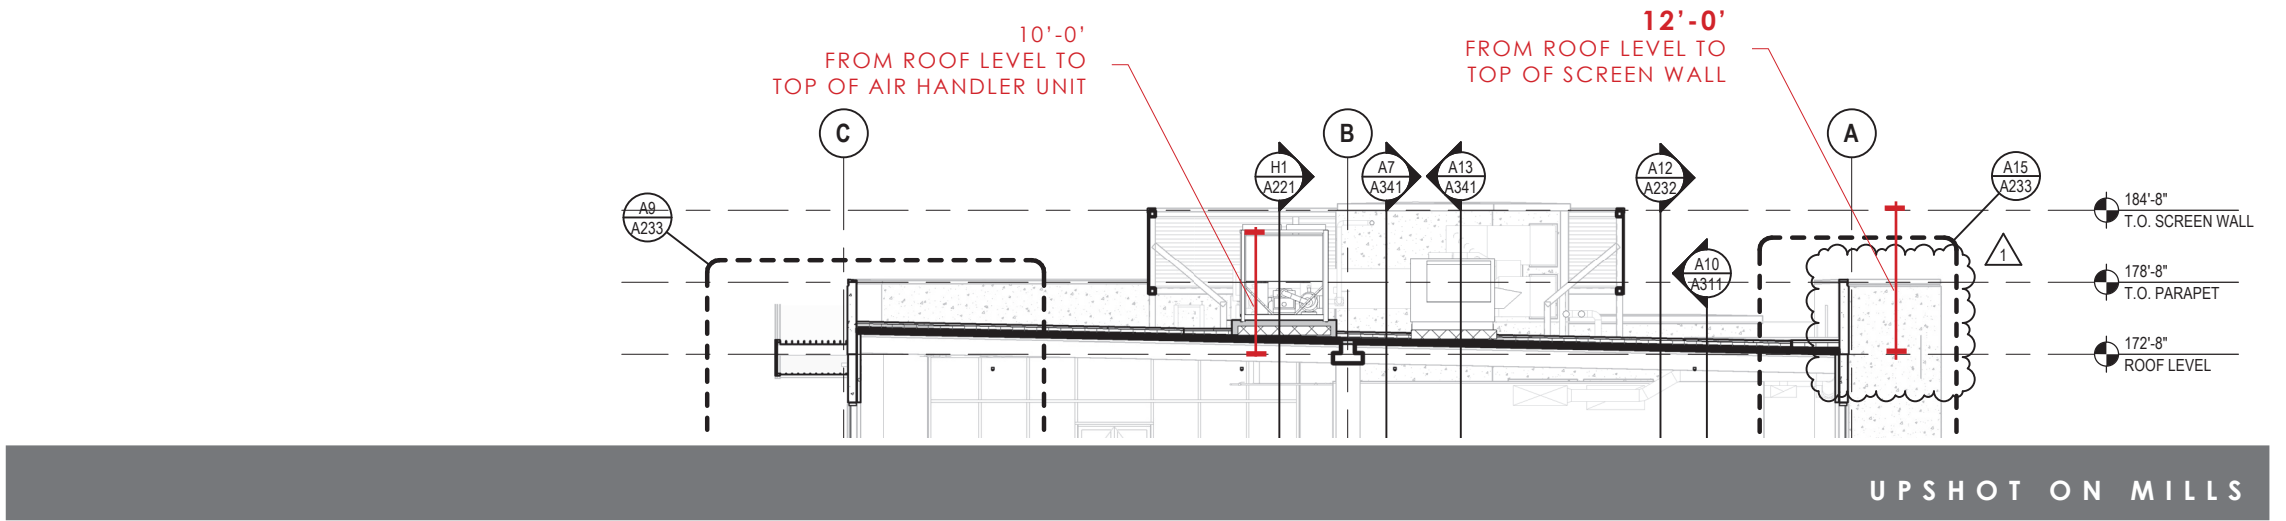 10'-0'
FROM ROOF LEVEL TO
TOP OF AIR HANDLER UNIT
12'-0'
FROM ROOF LEVEL TO
TOP OF SCREEN WALL
C
B
A
H1
A221
A7
A341
A13
A341
A12
A232
A15
A233
A9
A233
A10
A311
1
184'-8"
T.O. SCREEN WALL
178'-8"
T.O. PARAPET
172'-8"
ROOF LEVEL
UPSHOT ON MILLS